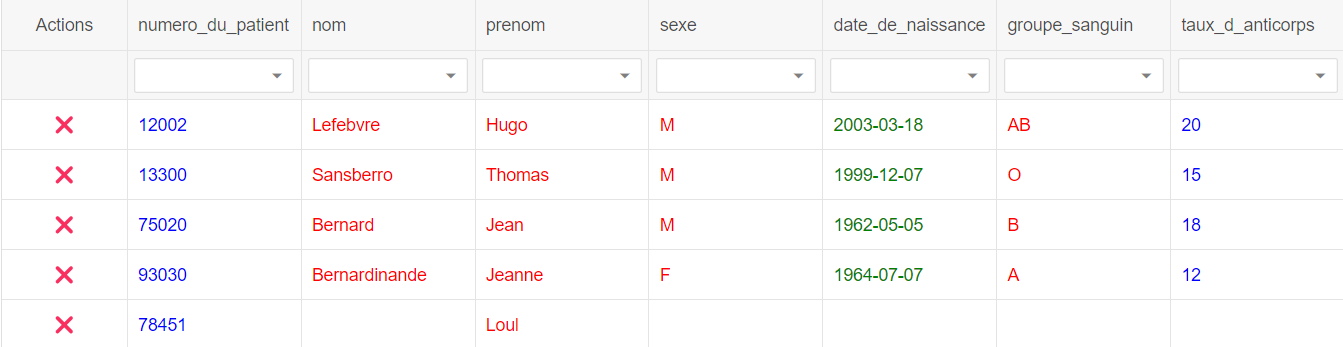 Actions numero_du_patient nom prenom sexe date_de_naissance groupe_sanguin taux_d_anticorps
12002 Lefebvre Hugo M 2003-03-18 AB 20
13300 Sansberro Thomas M 1999-12-07 O 15
75020 Bernard Jean M 1962-05-05 B 18
93030 Bernardinande Jeanne F 1964-07-07 A 12
78451 Loul